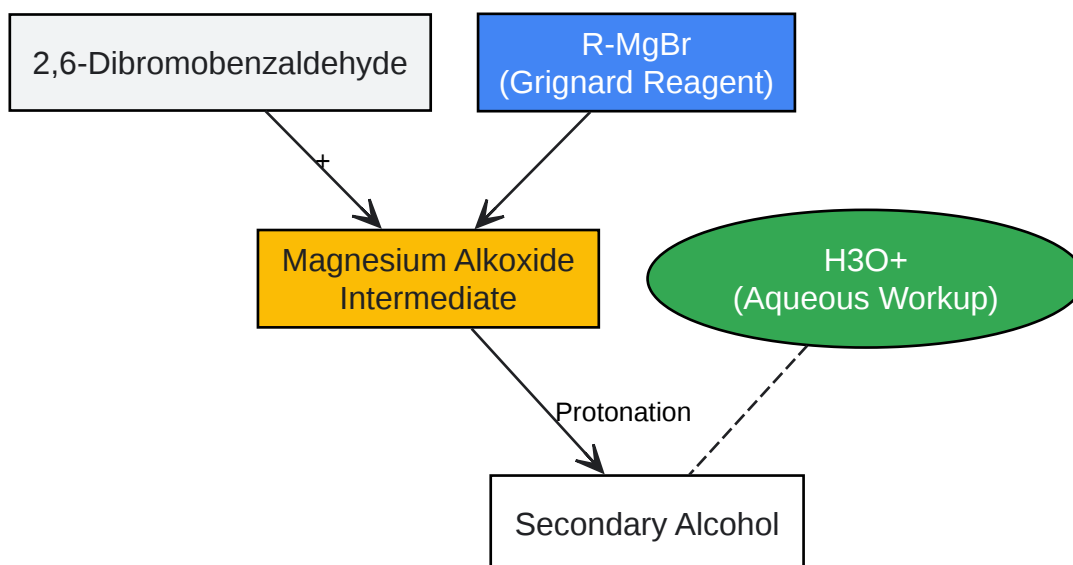 2,6-Dibromobenzaldehyde
R-MgBr
(Grignard Reagent)
+
Magnesium Alkoxide
Intermediate
H3O+
(Aqueous Workup)
Protonation
Secondary Alcohol